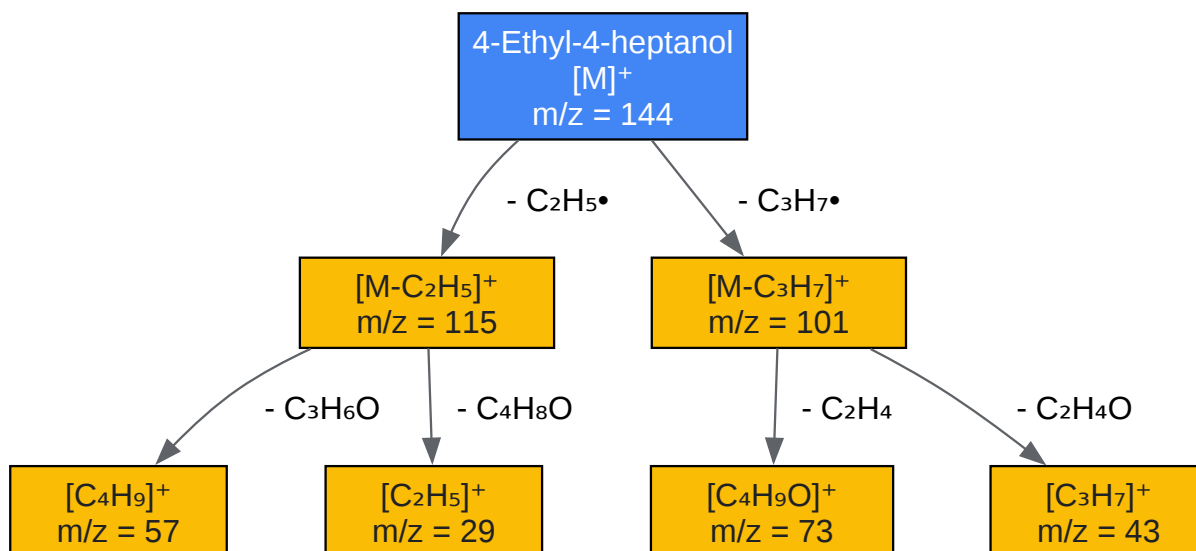 4-Ethyl-4-heptanol
[M]⁺
m/z = 144
- C₂H₅•
- C₃H₇•
[M-C₂H₅]⁺
m/z = 115
[M-C₃H₇]⁺
m/z = 101
- C₃H₆O
- C₄H₈O
- C₂H₄
- C₂H₄O
[C₄H₉]⁺
m/z = 57
[C₂H₅]⁺
m/z = 29
[C₄H₉O]⁺
m/z = 73
[C₃H₇]⁺
m/z = 43